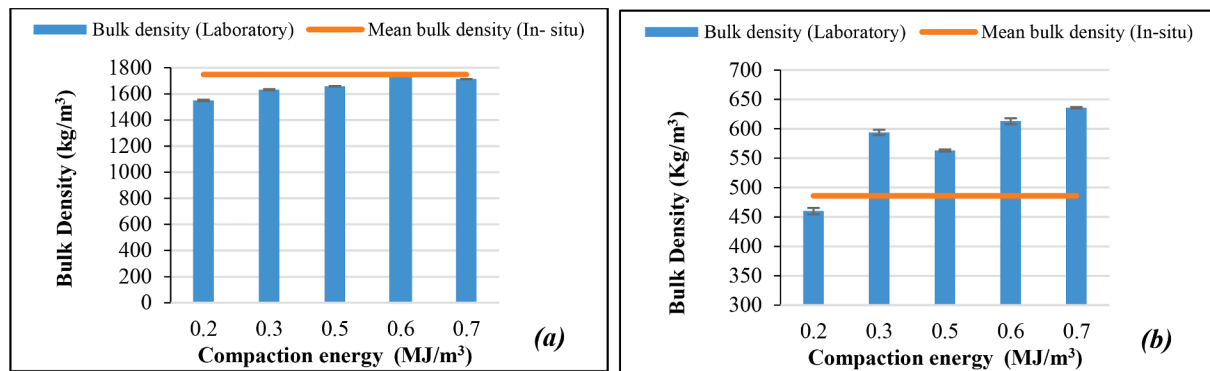 Bulk density (Laboratory) Mean bulk density (In- situ)
Bulk Density (kg/m³)
1800
1600
1400
1200
1000
800
600
400
200
0
0.2 0.3 0.5 0.6 0.7
Compaction energy (MJ/m³)
(a)
Bulk density (Laboratory) Mean bulk density (In-situ)
Bulk Density (Kg/m³)
700
650
600
550
500
450
400
350
300
0.2 0.3 0.5 0.6 0.7
Compaction energy (MJ/m³)
(b)